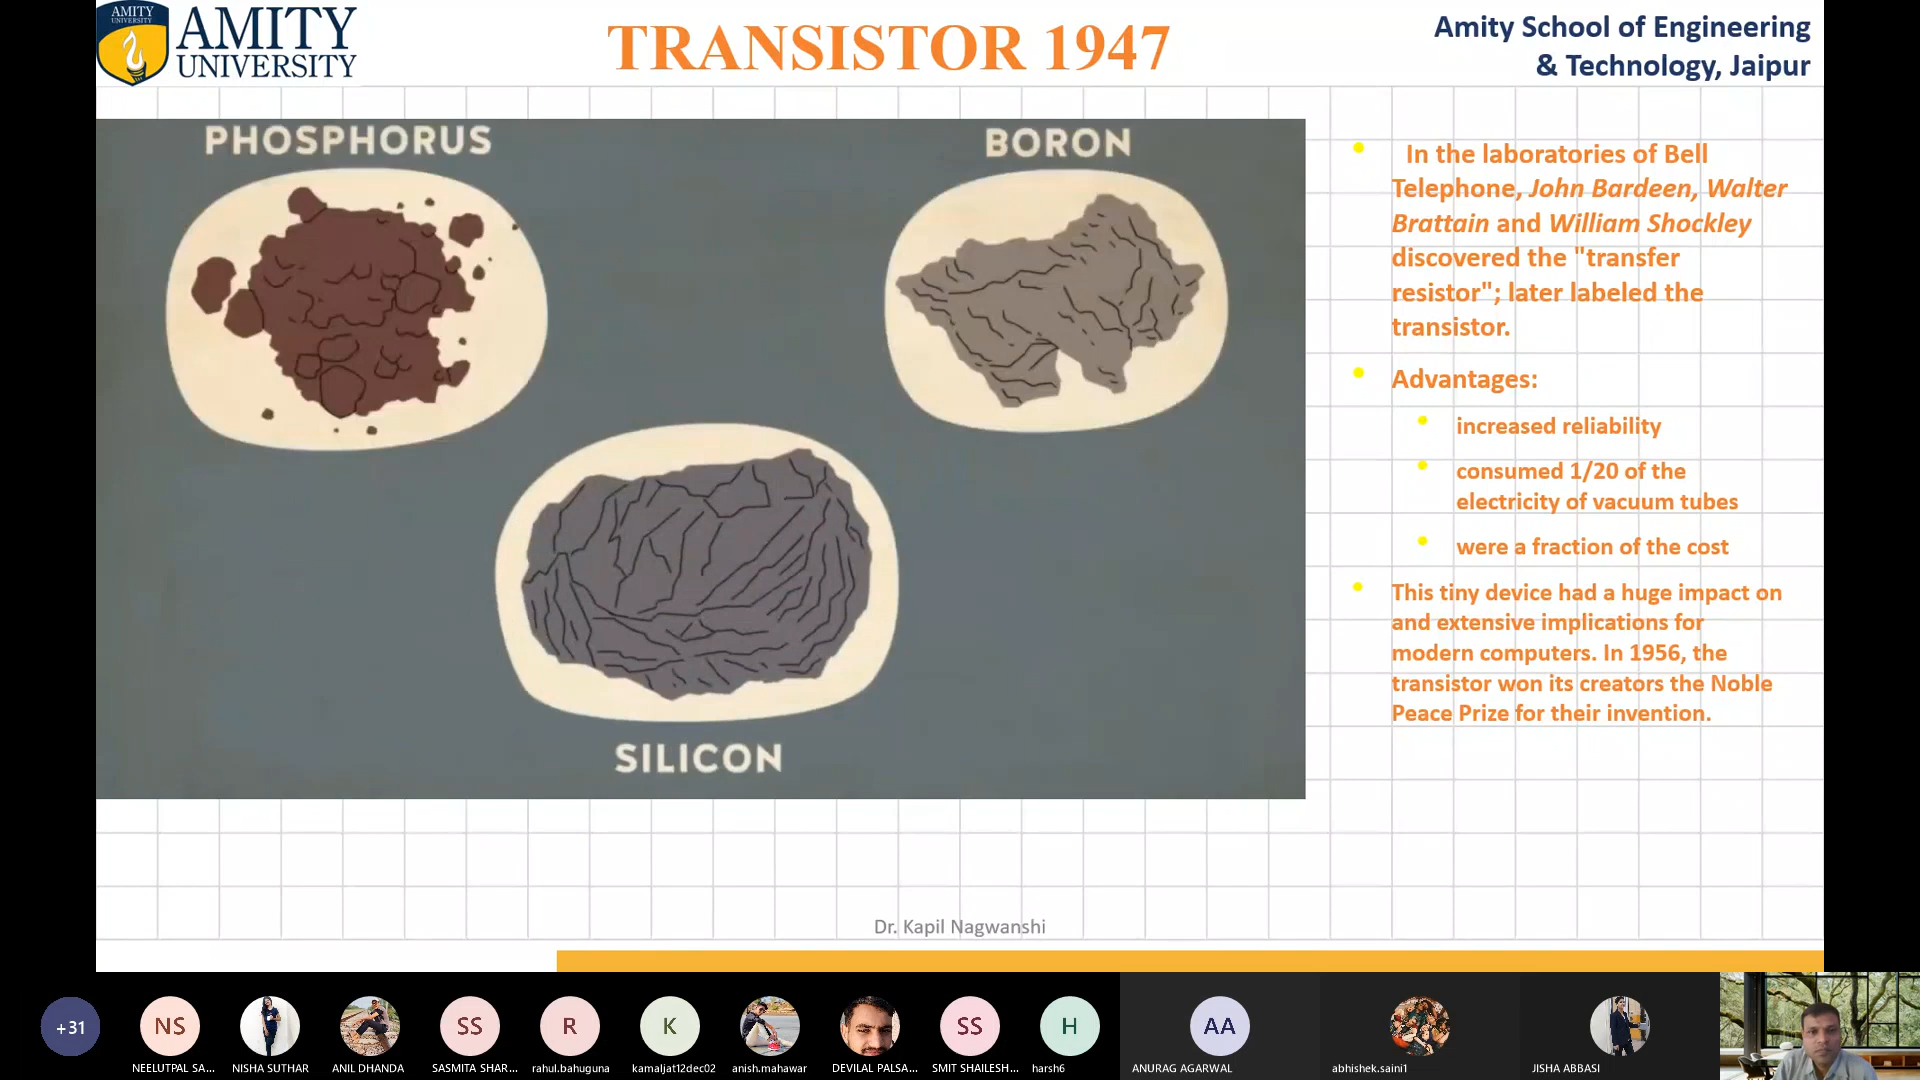 AMITY
UNIVERSITY
AMITY
UNIVERSITY
TRANSISTOR 1947
Amity School of Engineering
& Technology, Jaipur
PHOSPHORUS
BORON
SILICON
In the laboratories of Bell
Telephone, John Bardeen, Walter
Brattain and William Shockley
discovered the "transfer
resistor"; later labeled the
transistor.
Advantages:
increased reliability
consumed 1/20 of the
electricity of vacuum tubes
were a fraction of the cost
This tiny device had a huge impact on
and extensive implications for
modern computers. In 1956, the
transistor won its creators the Noble
Peace Prize for their invention.
Dr. Kapil Nagwanshi
+31
NS
SS
R
K
SS
H
AA
NEELUTPAL SA...
NISHA SUTHAR
ANIL DHANDA
SASMITA SHAR...
rahul.bahuguna
kamaljat12dec02
anish.mahawar
DEVILAL PALSA...
SMIT SHAILESH...
harsh6
ANURAG AGARWAL
abhishek.saini1
JISHA ABBASI